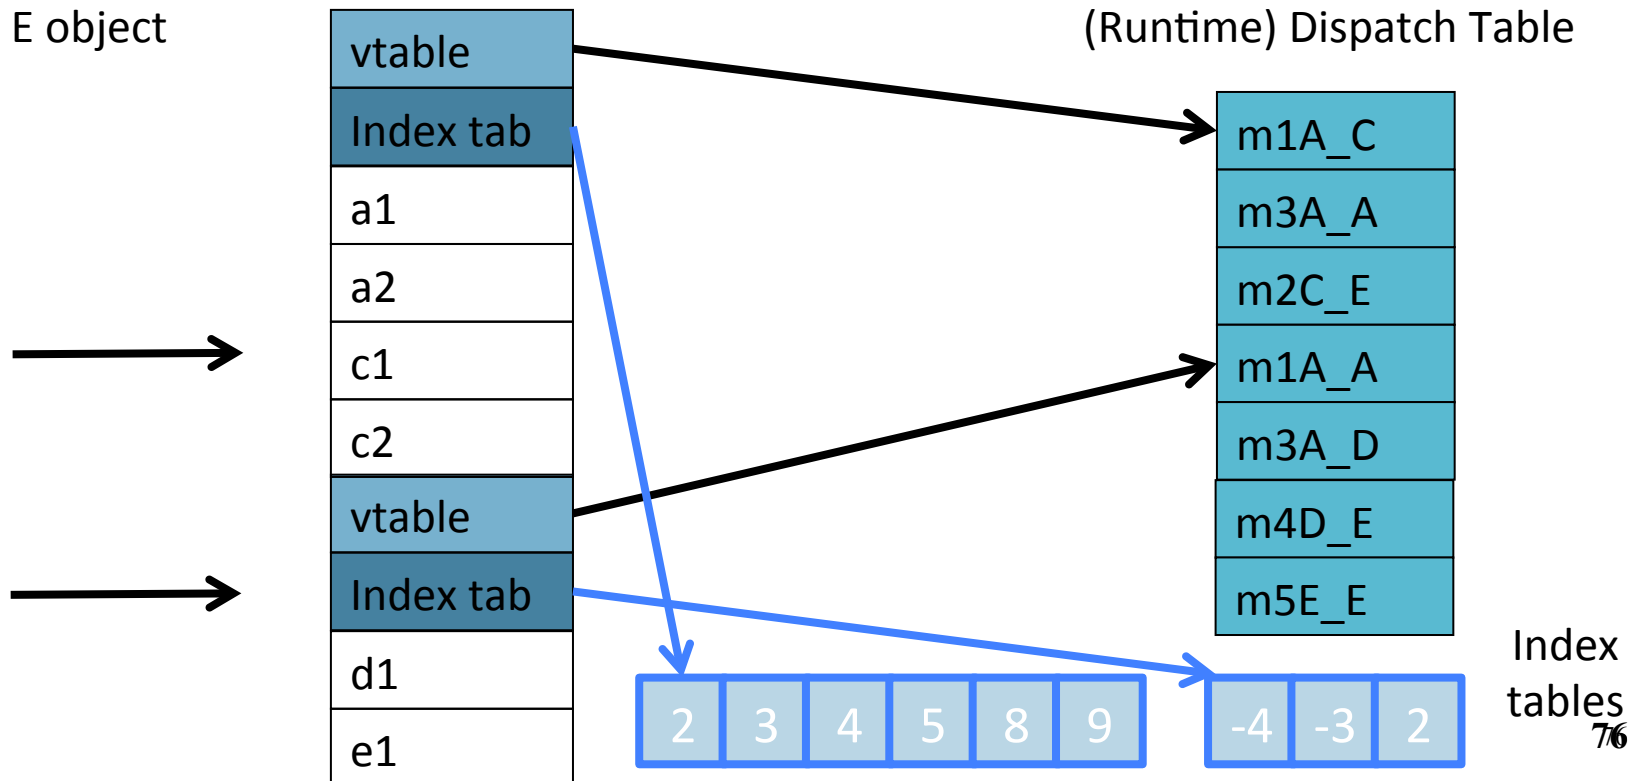 E object
(Runtime) Dispatch Table
vtable
Index tab
a1
a2
c1
c2
vtable
Index tab
d1
e1
m1A_C
m3A_A
m2C_E
m1A_A
m3A_D
m4D_E
m5E_E
2 3 4 5 8 9
-4 -3 2
Index
tables